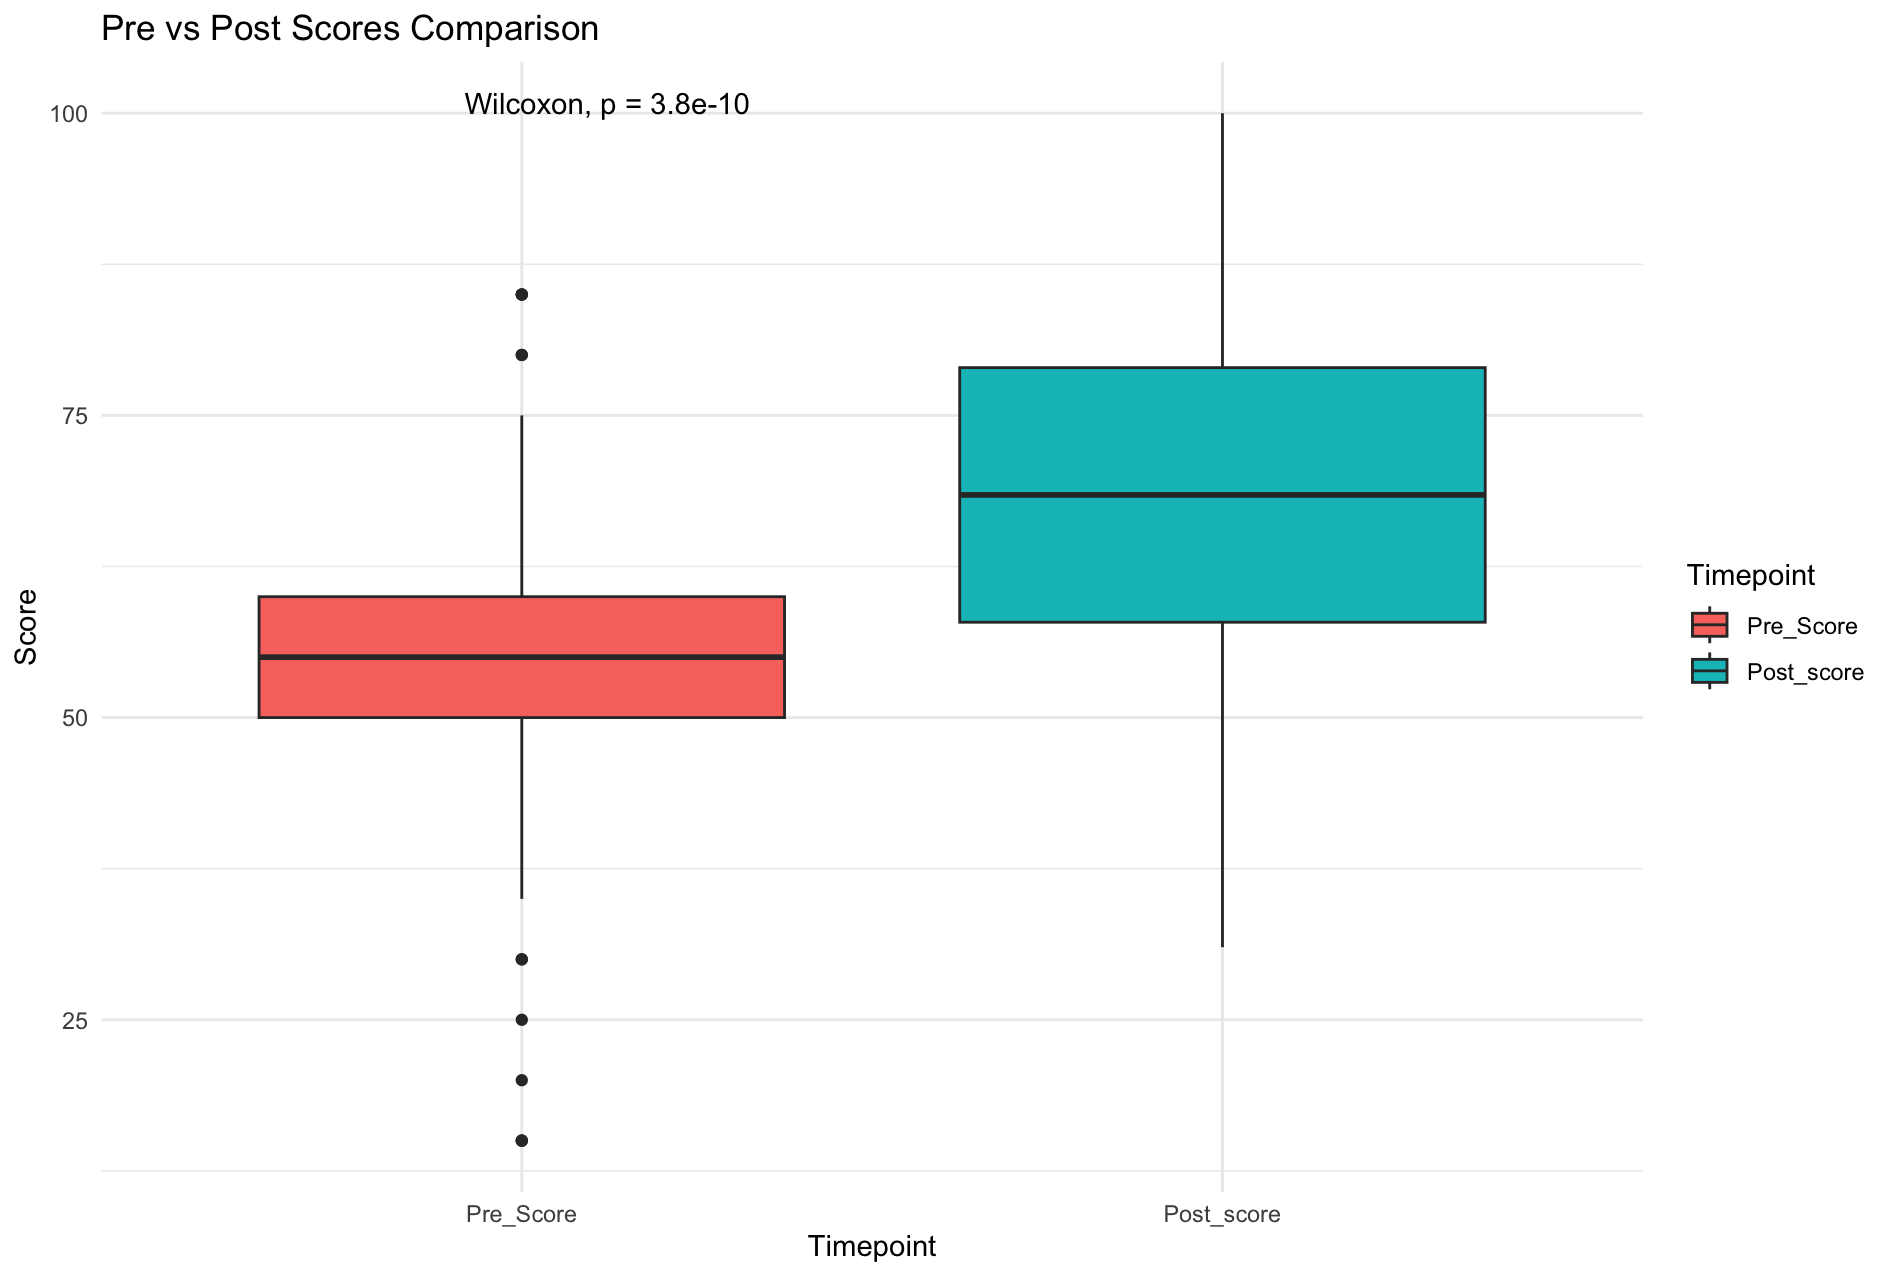 Pre vs Post Scores Comparison
Wilcoxon, p = 3.8e-10
100
75
50
25
Score
Pre_Score
Post_score
Timepoint
Timepoint
Pre_Score
Post_score